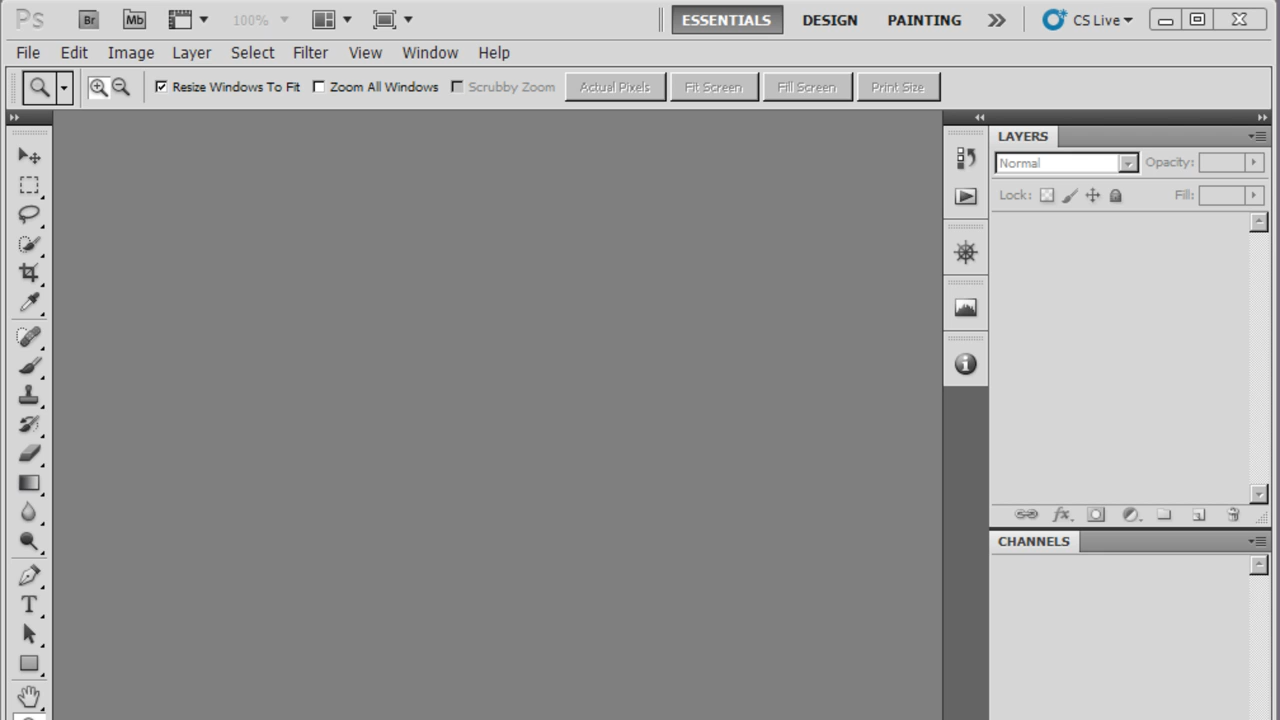 Ps Br Mb 100% ESSENTIALS DESIGN PAINTING CS Live
File Edit Image Layer Select Filter View Window Help
Resize Windows To Fit Zoom All Windows Scrubby Zoom Actual Pixels Fit Screen Fill Screen Print Size
LAYERS
Normal Opacity:
Lock: Fill:
fx
CHANNELS